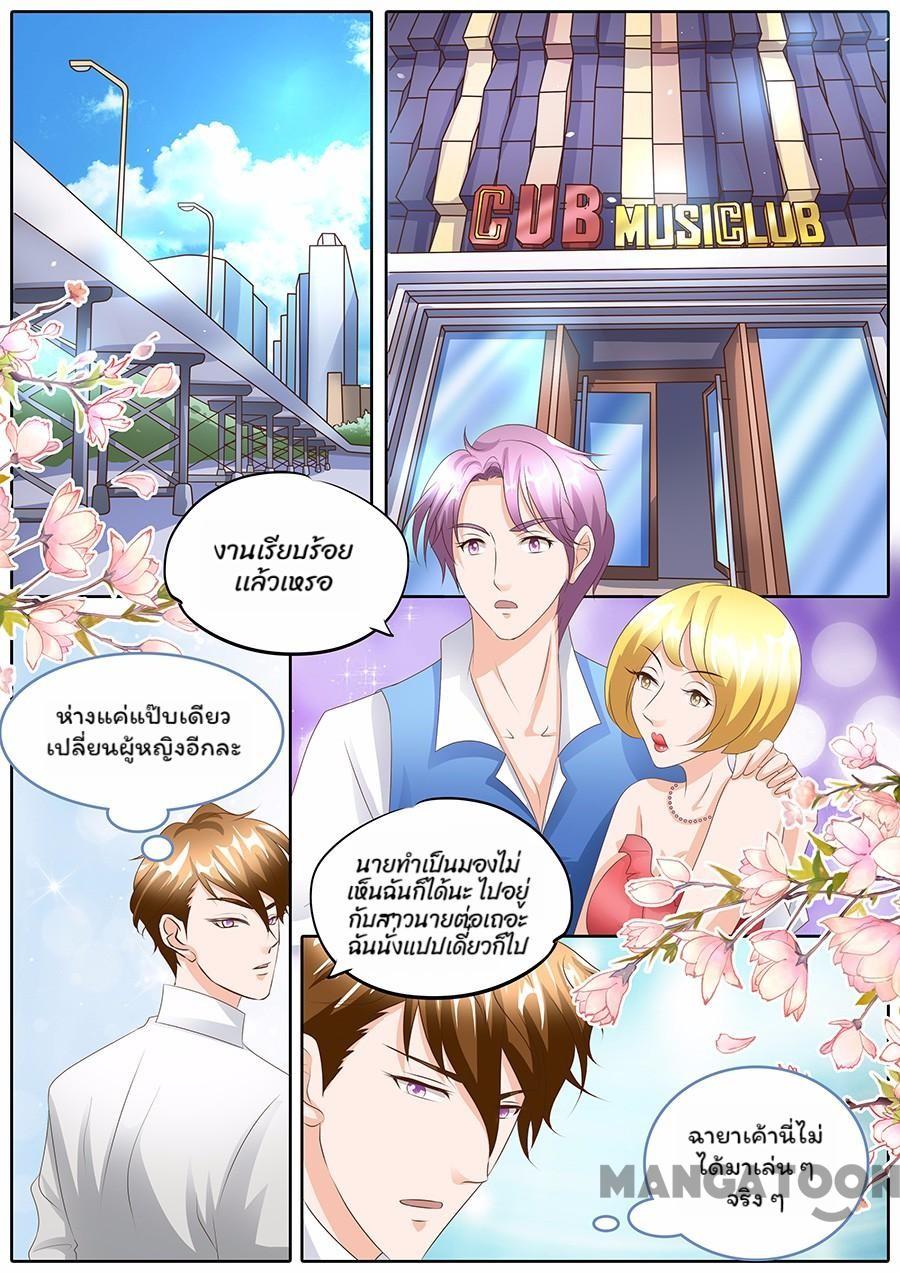 CUB MUSICLUB
งานเรียบร้อย
แล้วเหรอ
ห่างแค่แป๊บเดียว
เปลี่ยนผู้หญิงอีกละ
นายทำเป็นมองไม่
เห็นฉันก็ได้นะ ไปอยู่
กับสาวนายต่อเถอะ
ฉันนั่งแปปเดี๋ยวก็ไป
ฉายาเค้านี่ไม่
ได้มาเล่น ๆ
จริง ๆ
MANGATOON